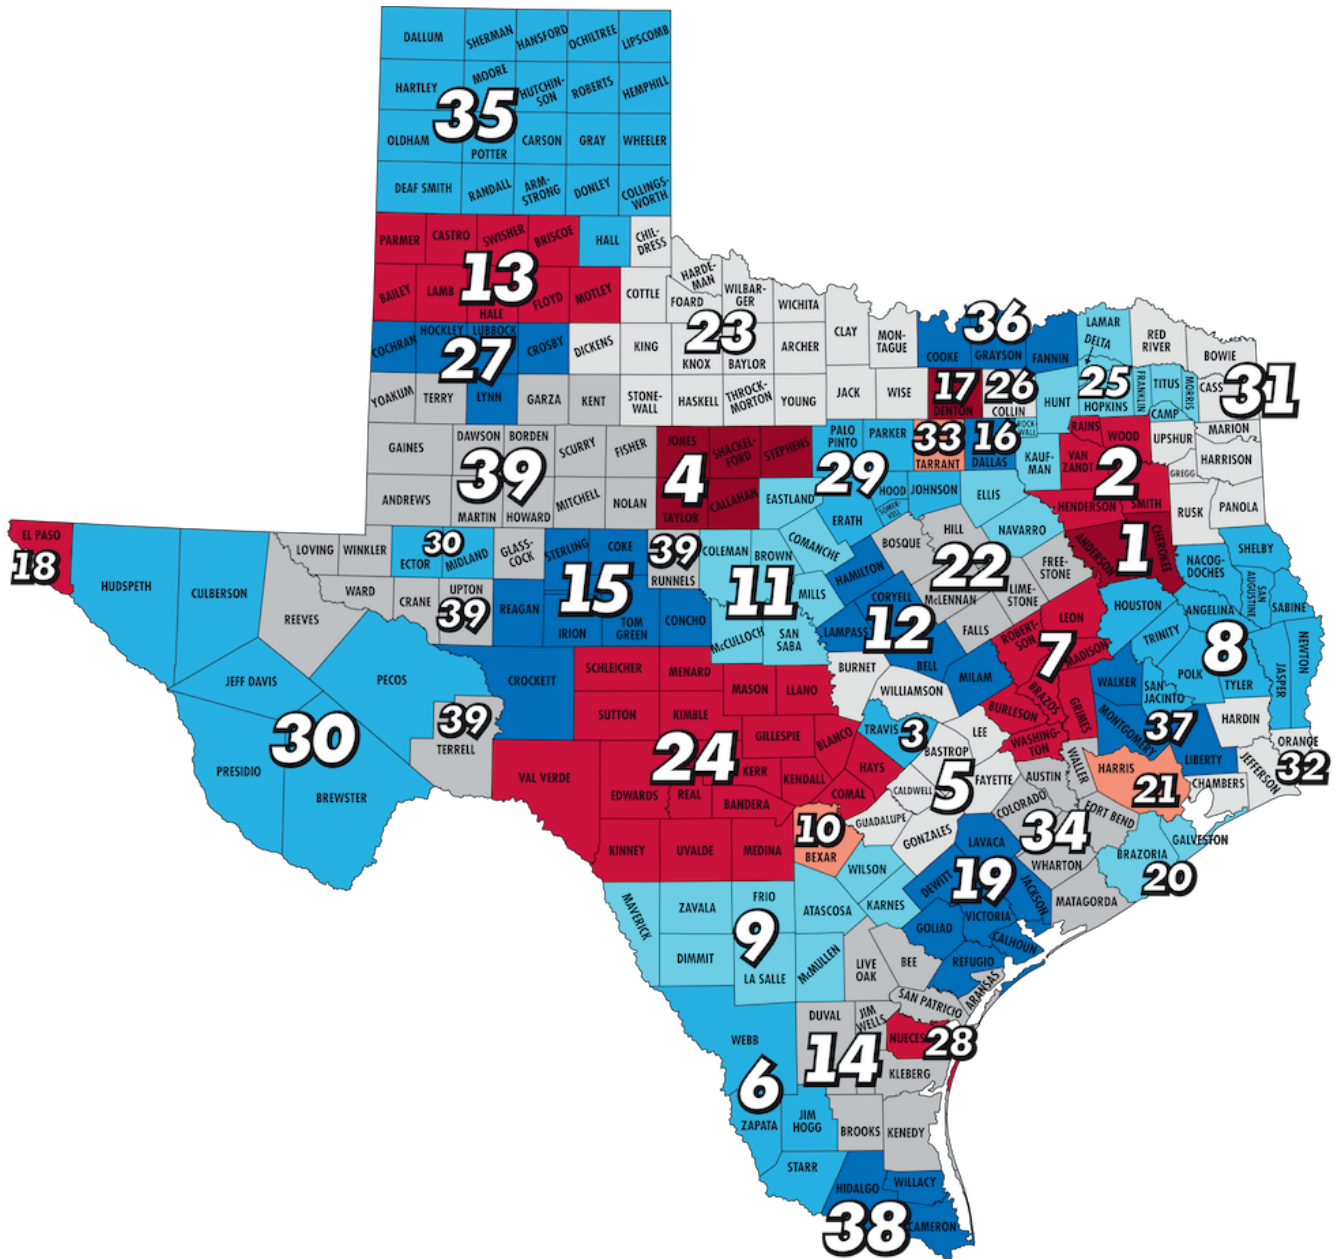 DALLUM SHERMAN HANSFORD OCHILTREE LIPSCOMB
HARTLEY MOORE HUTCHIN-
SON ROBERTS HEMPHILL
35
OLDHAM POTTER CARSON GRAY WHEELER
DEAF SMITH RANDALL ARM-
STRONG DONLEY COLLINGS-
WORTH
PARMER CASTRO SWISHER BRISCOE HALL CHIL-
DRESS
13
BAILEY LAMB HALE FLOYD MOTLEY COTTLE HARDE-
MAN
FOARD WILBAR-
GER WICHITA
23
COCHRAN HOCKLEY LUBBOCK CROSBY DICKENS KING KNOX BAYLOR ARCHER CLAY MON-
TAGUE
27
36
COOKE GRAYSON FANNIN LAMAR
DELTA RED
RIVER BOWIE
YOAKUM TERRY LYNN GARZA KENT STONE-
WALL HASKELL THROCK-
MORTON YOUNG JACK WISE
17
DENTON
26
COLLIN HUNT
25
HOPKINS FRANKLIN TITUS MORRIS CASS
31
CAMP
GAINES DAWSON BORDEN SCURRY FISHER JONES SHACKEL-
FORD STEPHENS PALO
PINTO PARKER
33
TARRANT
16
DALLAS ROCK-
WALL KAUF-
MAN RAINS WOOD UPSHUR MARION
VAN
ZANDT
2
GREGG HARRISON
39
4
29
ANDREWS MARTIN HOWARD MITCHELL NOLAN TAYLOR CALLAHAN EASTLAND ERATH HOOD SOMER-
VELL JOHNSON ELLIS NAVARRO HENDERSON SMITH RUSK PANOLA
EL PASO
18
HUDSPETH CULBERSON LOVING WINKLER
30
ECTOR MIDLAND GLASS-
COCK STERLING COKE
39
RUNNELS COLEMAN BROWN COMANCHE BOSQUE HILL
22
FREE-
STONE ANDERSON
1
CHEROKEE NACOG-
DOCHES SHELBY
REEVES WARD CRANE UPTON
39
REAGAN
15
IRION TOM
GREEN CONCHO
11
MILLS HAMILTON CORYELL McLENNAN LIME-
STONE HOUSTON ANGELINA SAN
AUGUSTINE SABINE
McCULLOCH SAN
SABA LAMPASS
12
FALLS ROBERT-
SON LEON
7
MADISON TRINITY
8
NEWTON
JEFF DAVIS PECOS CROCKETT SCHLEICHER MENARD MASON LLANO BURNET BELL MILAM WALKER POLK TYLER JASPER
WILLIAMSON BRAZOS GRIMES SAN
JACINTO
30
39
TERRELL SUTTON KIMBLE GILLESPIE BLANCO TRAVIS
3
LEE BURLESON WASHING-
TON MONTGOMERY
37
HARDIN
BASTROP LIBERTY ORANGE
32
PRESIDIO BREWSTER VAL VERDE
24
KERR KENDALL HAYS
5
FAYETTE AUSTIN WALLER HARRIS
21
CHAMBERS JEFFERSON
EDWARDS REAL BANDERA COMAL CALDWELL COLORADO FORT BEND
10
BEXAR GUADALUPE GONZALES LAVACA
34
GALVESTON
KINNEY UVALDE MEDINA WILSON DEWITT
19
JACKSON WHARTON BRAZORIA
20
MAVERICK ZAVALA FRIO ATASCOSA KARNES VICTORIA MATAGORDA
9
GOLIAD CALHOUN
DIMMIT LA SALLE McMULLEN LIVE
OAK BEE REFUGIO
SAN PATRICIO ARANSAS
WEBB DUVAL JIM
WELLS NUECES
28
14
KLEBERG
6
ZAPATA JIM
HOGG BROOKS KENEDY
STARR HIDALGO WILLACY
38
CAMERON